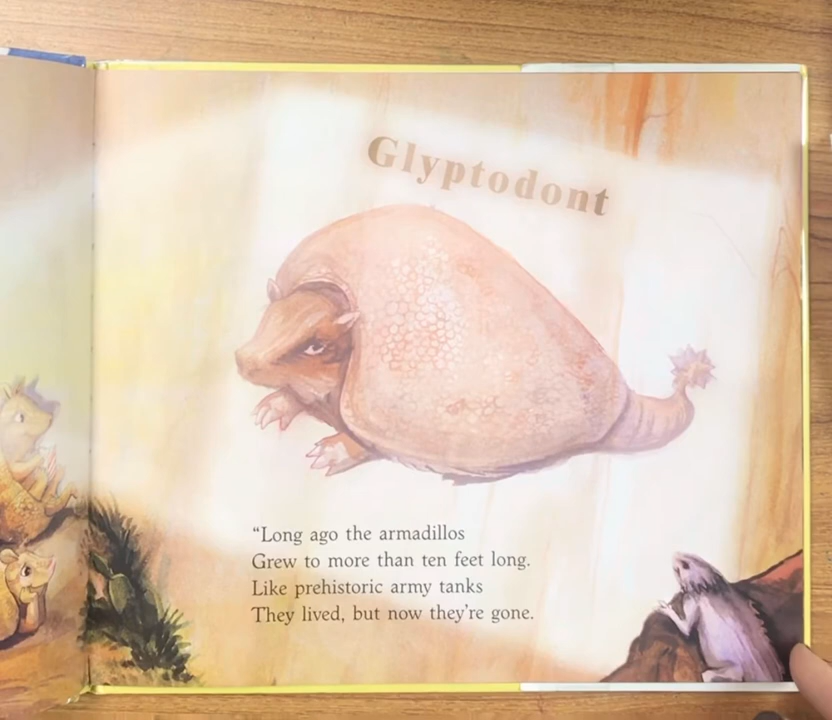 Glyptodont
“Long ago the armadillos
Grew to more than ten feet long.
Like prehistoric army tanks
They lived, but now they’re gone.